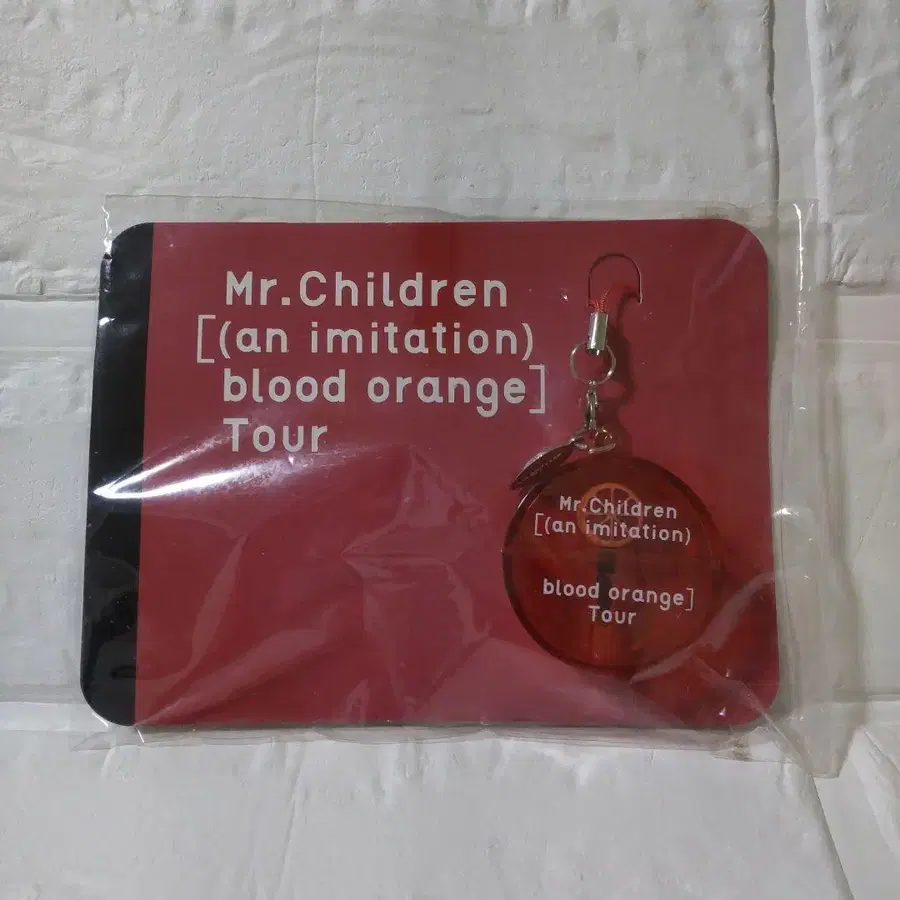 Mr.Children
[(an imitation)
blood orange]
Tour
Mr.Children
[(an imitation)
blood orange]
Tour